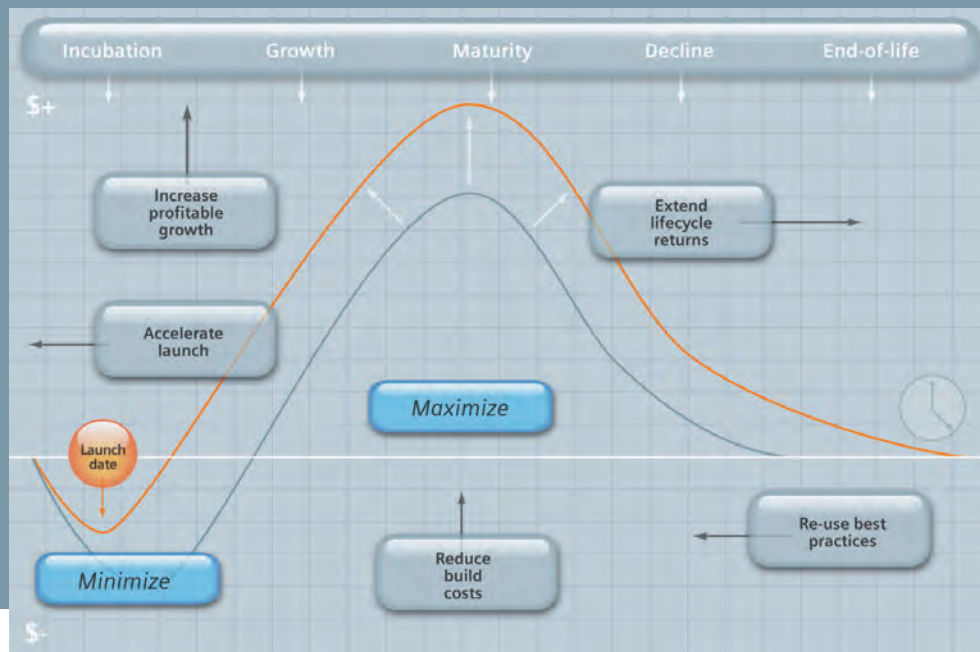 Incubation Growth Maturity Decline End-of-life
$+
Increase
profitable
growth
Extend
lifecycle
returns
Accelerate
launch
Maximize
Launch
date
Re-use best
practices
Reduce
build
costs
Minimize
$-